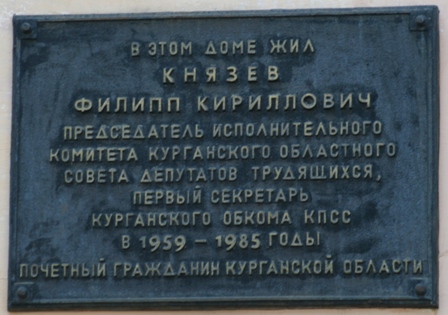 В ЭТОМ ДОМЕ ЖИЛ
КНЯЗЕВ
ФИЛИПП КИРИЛЛОВИЧ
ПРЕДСЕДАТЕЛЬ ИСПОЛНИТЕЛЬНОГО
КОМИТЕТА КУРГАНСКОГО ОБЛАСТНОГО
СОВЕТА ДЕПУТАТОВ ТРУДЯЩИХСЯ,
ПЕРВЫЙ СЕКРЕТАРЬ
КУРГАНСКОГО ОБКОМА КПСС
В 1959 – 1985 ГОДЫ
ПОЧЕТНЫЙ ГРАЖДАНИН КУРГАНСКОЙ ОБЛАСТИ